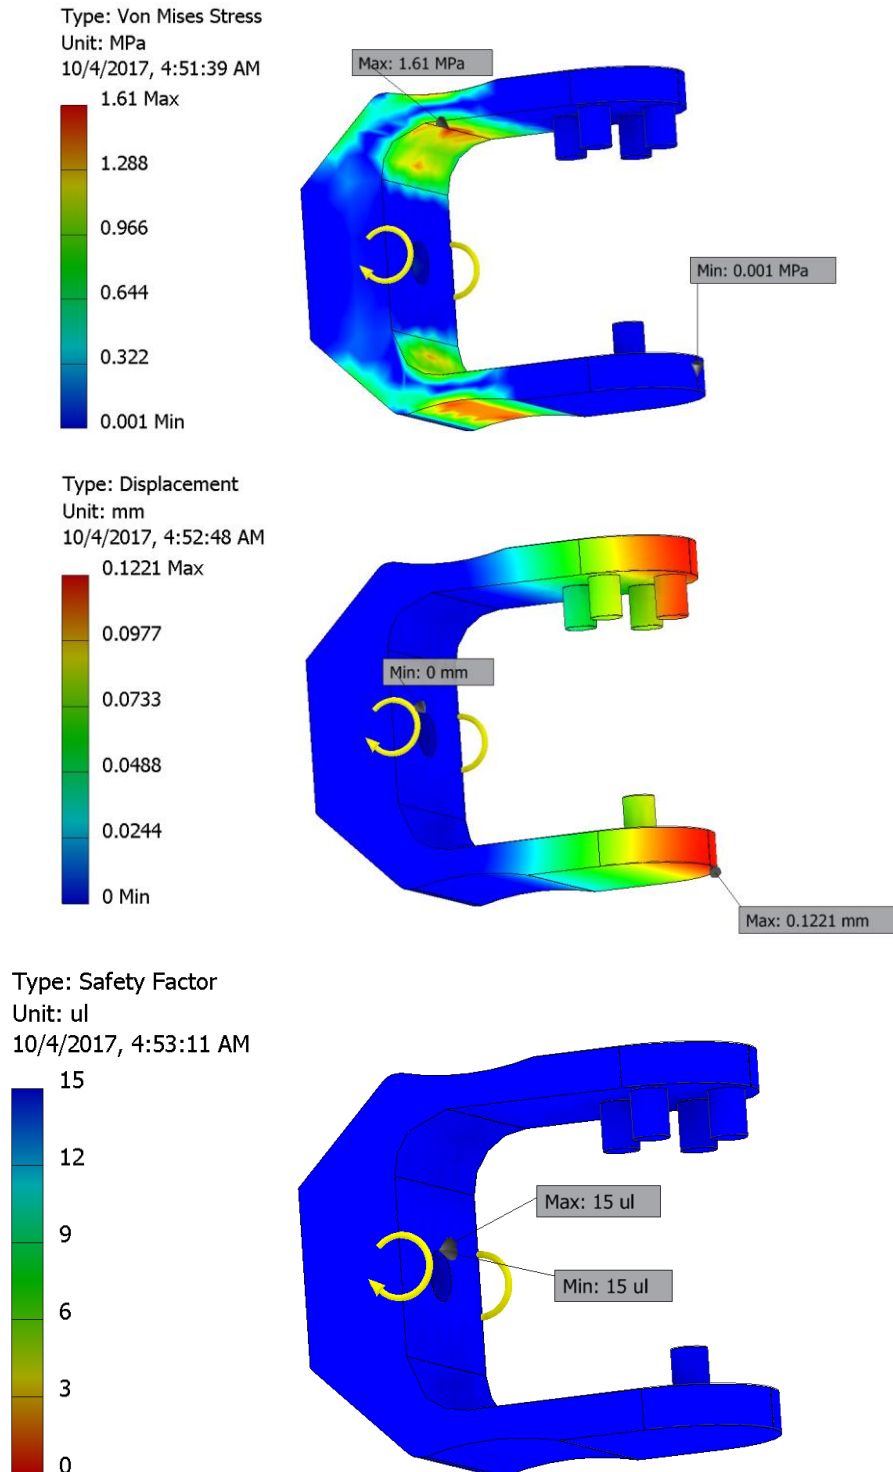 Type: Von Mises Stress
Unit: MPa
10/4/2017, 4:51:39 AM
1.61 Max
1.288
0.966
0.644
0.322
0.001 Min
Max: 1.61 MPa
Min: 0.001 MPa
Type: Displacement
Unit: mm
10/4/2017, 4:52:48 AM
0.1221 Max
0.0977
0.0733
0.0488
0.0244
0 Min
Min: 0 mm
Max: 0.1221 mm
Type: Safety Factor
Unit: ul
10/4/2017, 4:53:11 AM
15
12
9
6
3
0
Max: 15 ul
Min: 15 ul